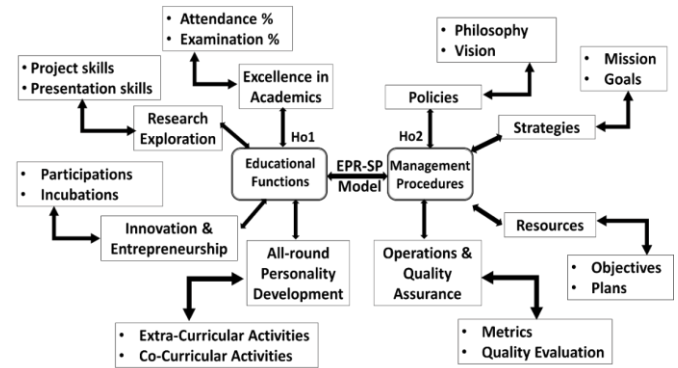 • Attendance %
• Examination %
• Philosophy
• Vision
• Mission
• Goals
• Project skills
• Presentation skills
Excellence in
Academics
Policies
Strategies
Research
Exploration
Ho1
Ho2
Educational
Functions
EPR-SP
Model
Management
Procedures
• Participations
• Incubations
Innovation &
Entrepreneurship
Resources
All-round
Personality
Development
Operations &
Quality
Assurance
• Objectives
• Plans
• Extra-Curricular Activities
• Co-Curricular Activities
• Metrics
• Quality Evaluation